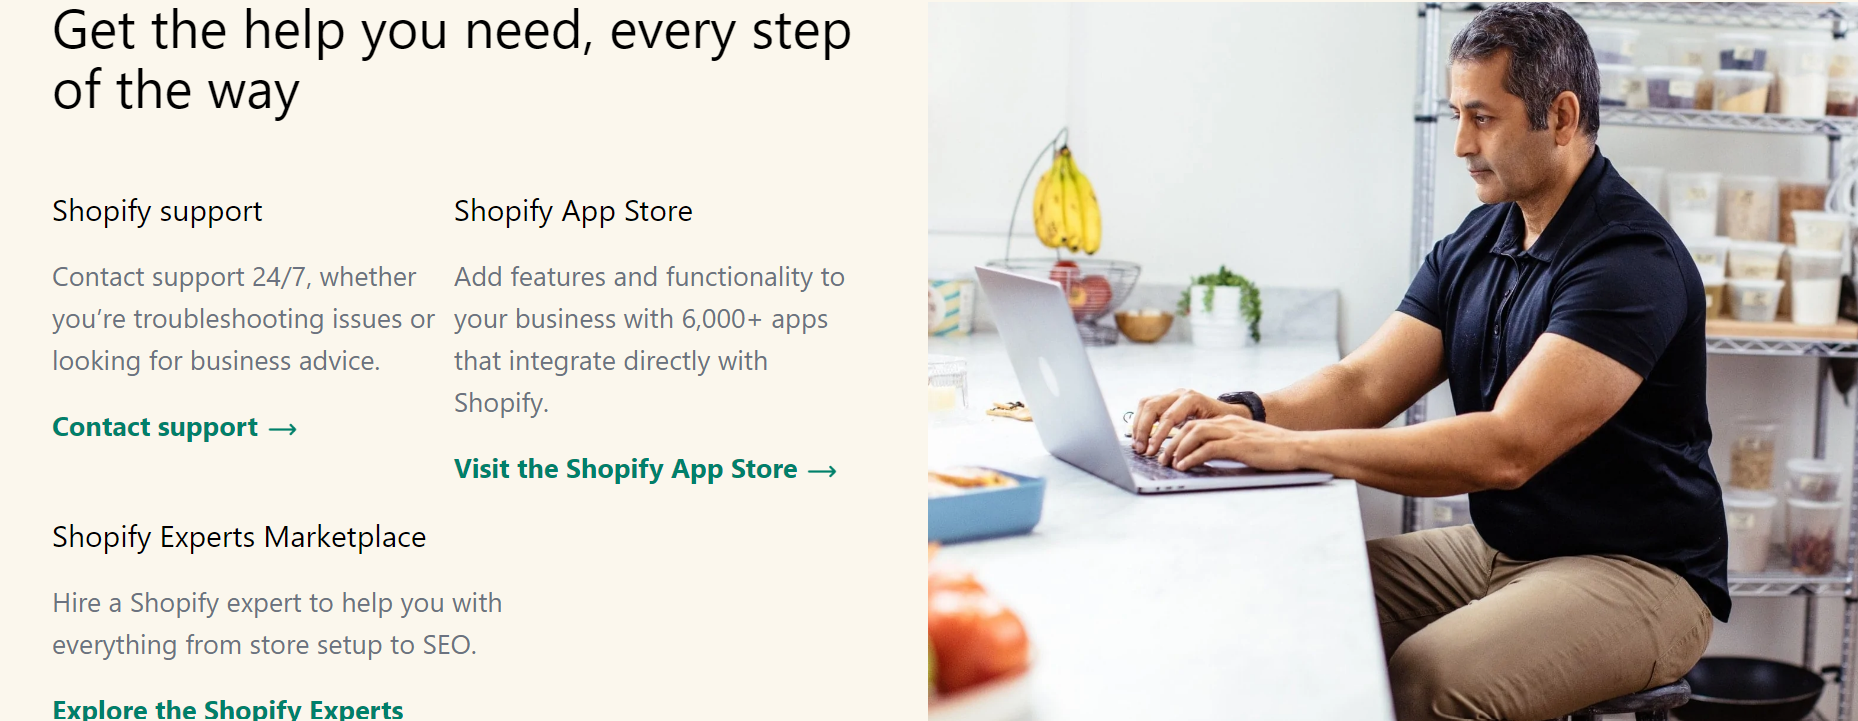 Get the help you need, every step
of the way
Shopify support
Contact support 24/7, whether
you’re troubleshooting issues or
looking for business advice.
Contact support →
Shopify App Store
Add features and functionality to
your business with 6,000+ apps
that integrate directly with
Shopify.
Visit the Shopify App Store →
Shopify Experts Marketplace
Hire a Shopify expert to help you with
everything from store setup to SEO.
Explore the Shopify Experts